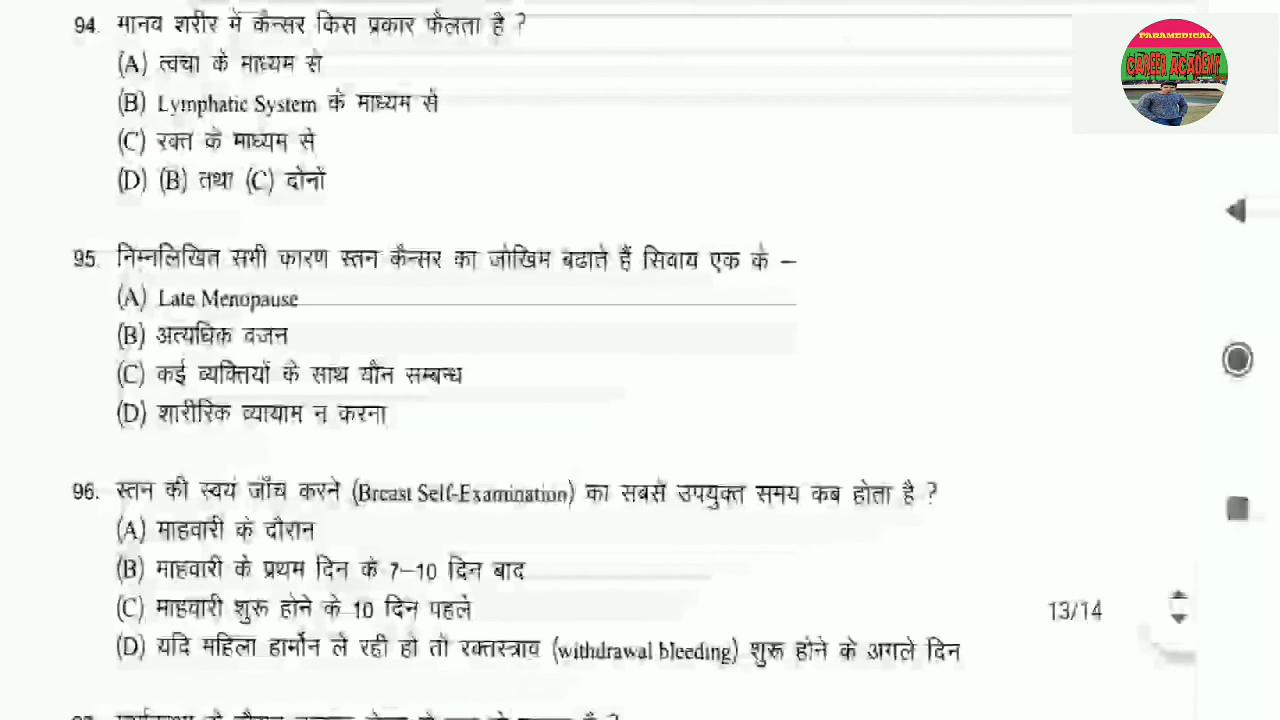 PARAMEDICAL
CAREER ACADEMY
94. मानव शरीर में कैन्सर किस प्रकार फैलता है ?
(A) त्वचा के माध्यम से
(B) Lymphatic System के माध्यम से
(C) रक्त के माध्यम से
(D) (B) तथा (C) दोनों
95. निम्नलिखित सभी कारण स्तन कैन्सर का जोखिम बढाते हैं सिवाय एक के –
(A) Late Menopause
(B) अत्यधिक वजन
(C) कई व्यक्तियों के साथ यौन सम्बन्ध
(D) शारीरिक व्यायाम न करना
96. स्तन की स्वयं जाँच करने (Breast Self-Examination) का सबसे उपयुक्त समय कब होता है ?
(A) माहवारी के दौरान
(B) माहवारी के प्रथम दिन के 7–10 दिन बाद
(C) माहवारी शुरू होने के 10 दिन पहले
(D) यदि महिला हार्मोन ले रही हो तो रक्तस्त्राव (withdrawal bleeding) शुरू होने के अगले दिन
13/14